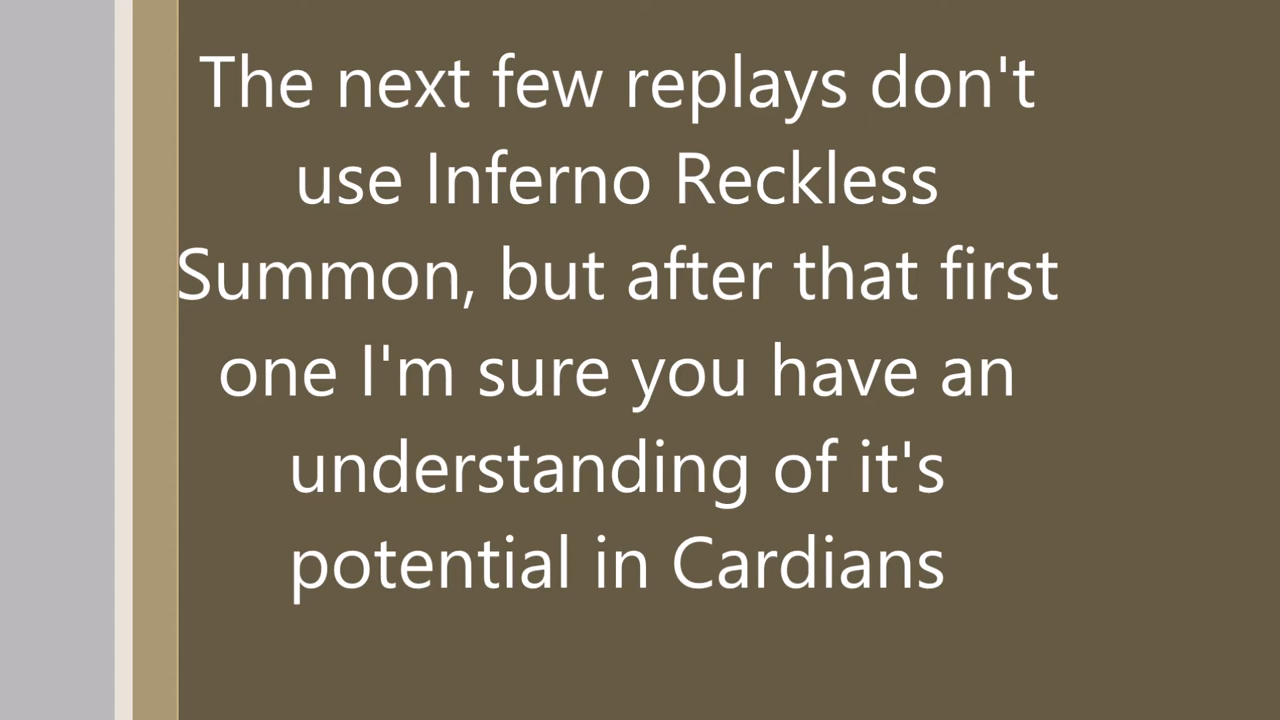 The next few replays don't
use Inferno Reckless
Summon, but after that first
one I'm sure you have an
understanding of it's
potential in Cardians